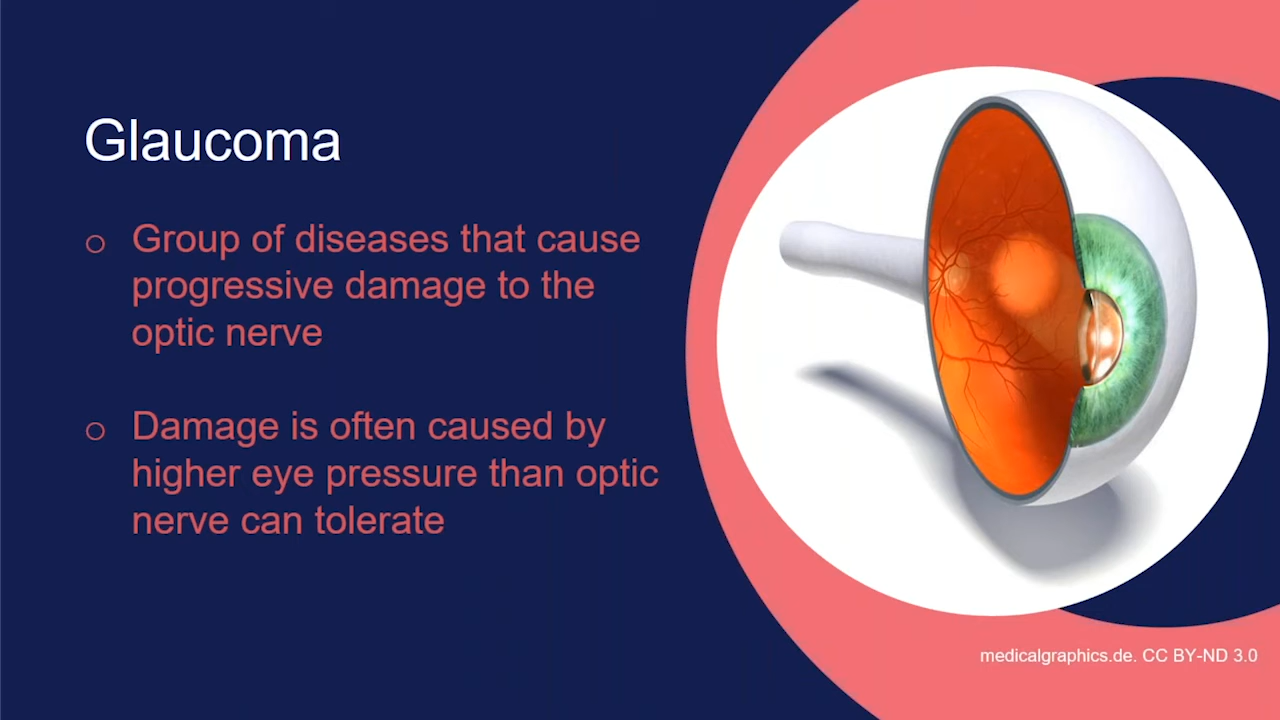 Glaucoma
o Group of diseases that cause
progressive damage to the
optic nerve
o Damage is often caused by
higher eye pressure than optic
nerve can tolerate
medicalgraphics.de. CC BY-ND 3.0